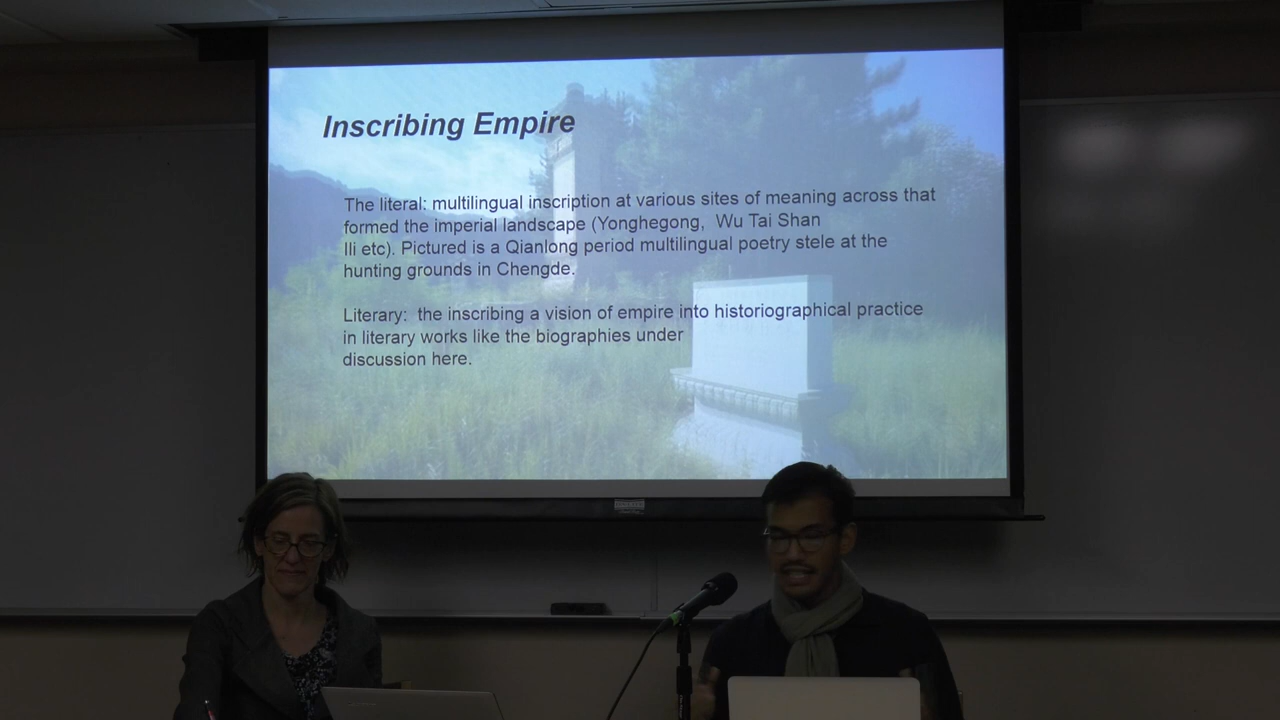 Inscribing Empire
The literal: multilingual inscription at various sites of meaning across that
formed the imperial landscape (Yonghegong, Wu Tai Shan
Ili etc). Pictured is a Qianlong period multilingual poetry stele at the
hunting grounds in Chengde.
Literary: the inscribing a vision of empire into historiographical practice
in literary works like the biographies under
discussion here.